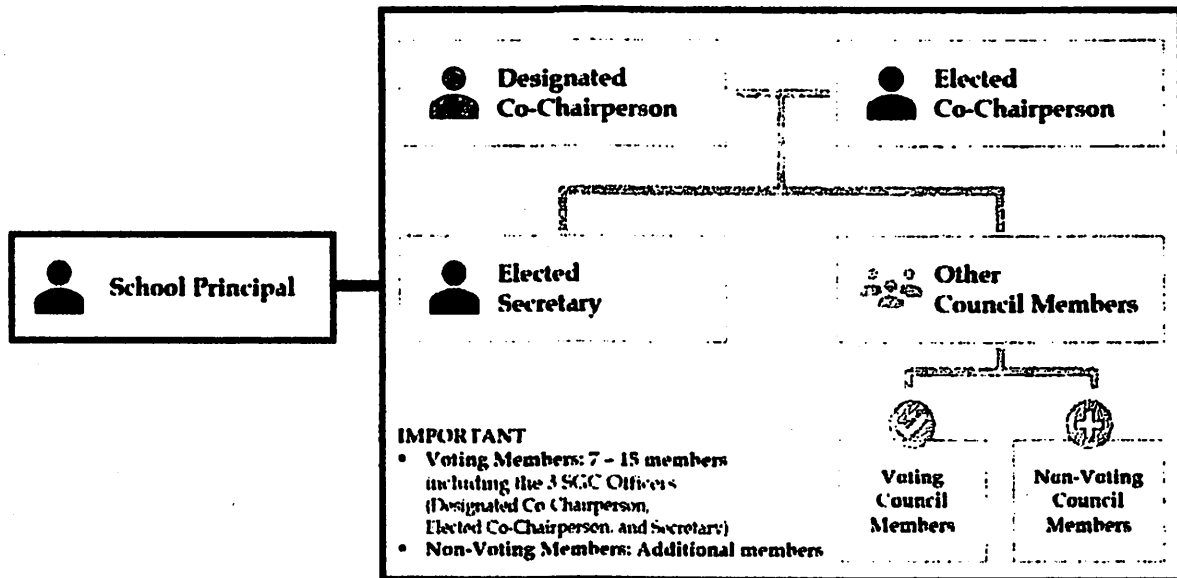 Designated
Co-Chairperson
Elected
Co-Chairperson
School Principal
Elected
Secretary
Other
Council Members
IMPORTANT
• Voting Members: 7 – 15 members
including the 3 SGC Officers
(Designated Co Chairperson,
Elected Co-Chairperson, and Secretary)
• Non-Voting Members: Additional members
Voting
Council
Members
Non-Voting
Council
Members